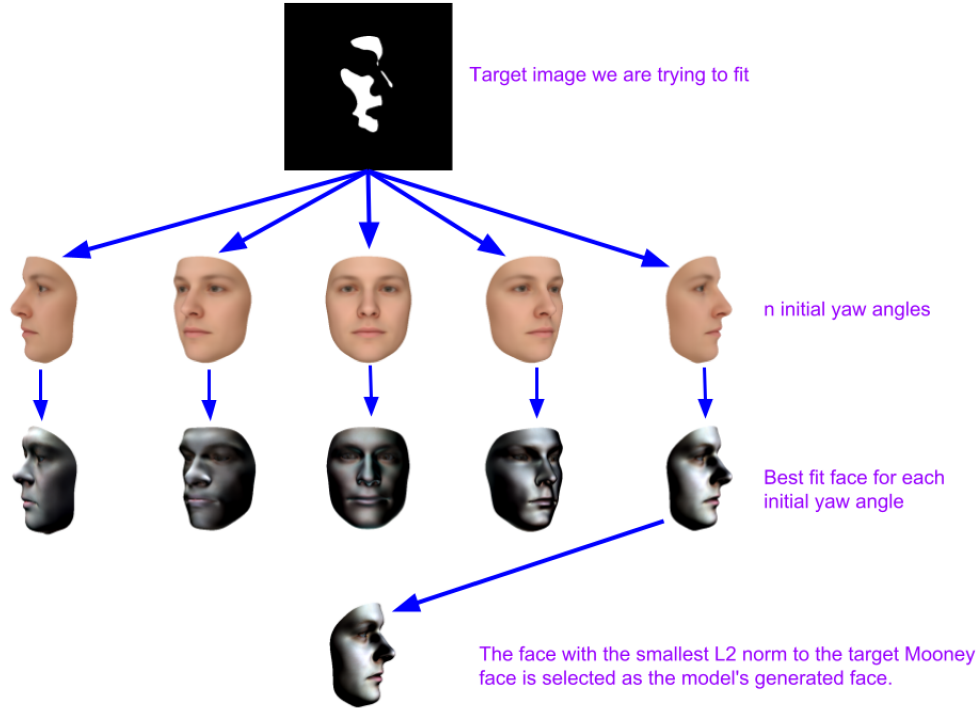 Target image we are trying to fit
n initial yaw angles
Best fit face for each
initial yaw angle
The face with the smallest L2 norm to the target Mooney
face is selected as the model's generated face.